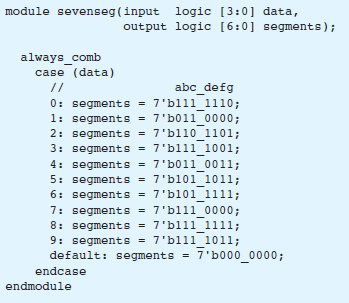 module sevenseg(input  logic [3:0] data,
                output logic [6:0] segments);
  always_comb
    case (data)
      //               abc_defg
      0: segments = 7'b111_1110;
      1: segments = 7'b011_0000;
      2: segments = 7'b110_1101;
      3: segments = 7'b111_1001;
      4: segments = 7'b011_0011;
      5: segments = 7'b101_1011;
      6: segments = 7'b101_1111;
      7: segments = 7'b111_0000;
      8: segments = 7'b111_1111;
      9: segments = 7'b111_1011;
      default: segments = 7'b000_0000;
    endcase
endmodule